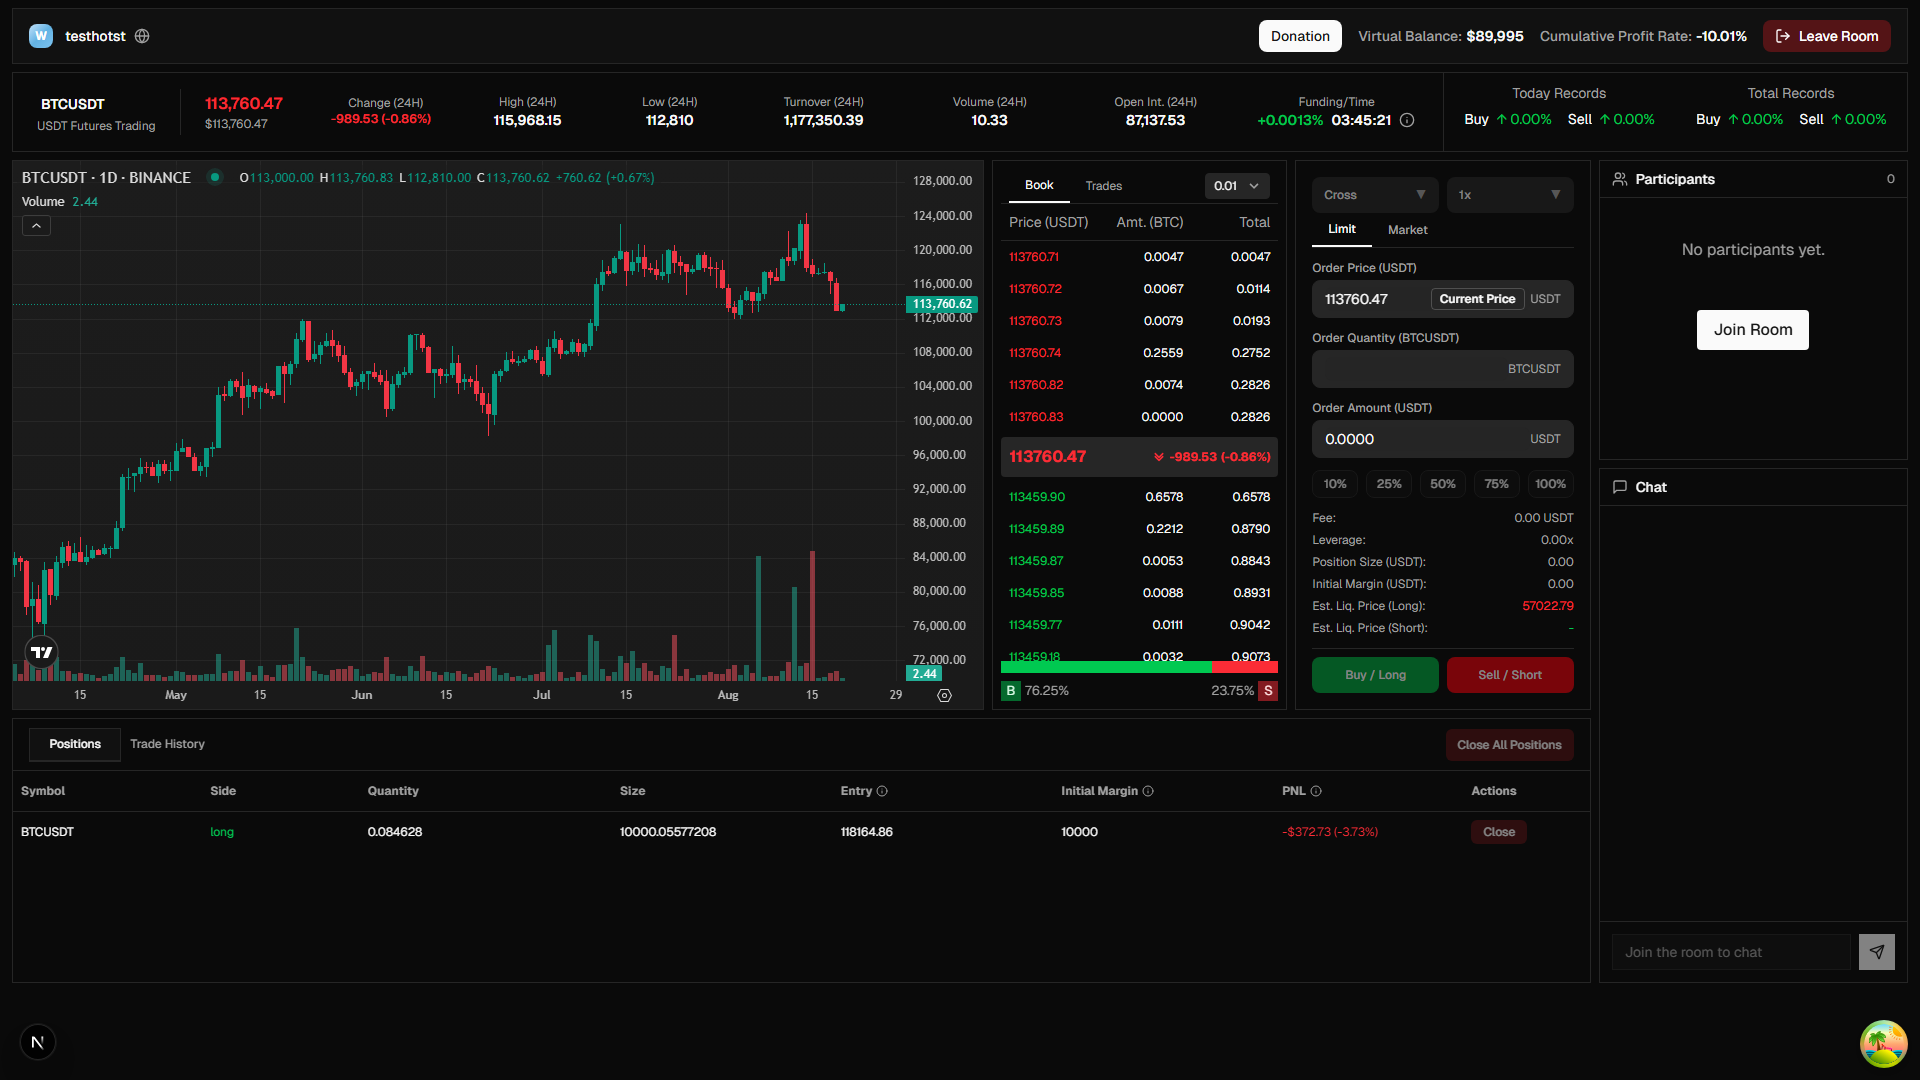 W testhotst
Donation Virtual Balance: $89,995 Cumulative Profit Rate: -10.01% Leave Room
BTCUSDT
USDT Futures Trading
113,760.47
$113,760.47
Change (24H)
-989.53 (-0.86%)
High (24H)
115,968.15
Low (24H)
112,810
Turnover (24H)
1,177,350.39
Volume (24H)
10.33
Open Int. (24H)
87,137.53
Funding/Time
+0.0013% 03:45:21
Today Records
Buy ↑ 0.00% Sell ↑ 0.00%
Total Records
Buy ↑ 0.00% Sell ↑ 0.00%
BTCUSDT · 1D · BINANCE O113,000.00 H113,760.83 L112,810.00 C113,760.62 +760.62 (+0.67%)
Volume 2.44
128,000.00
124,000.00
120,000.00
116,000.00
113,760.62
112,000.00
108,000.00
104,000.00
100,000.00
96,000.00
92,000.00
88,000.00
84,000.00
80,000.00
76,000.00
72,000.00
2.44
15 May 15 Jun 15 Jul 15 Aug 15 29
Book Trades 0.01
Price (USDT) Amt. (BTC) Total
113760.71 0.0047 0.0047
113760.72 0.0067 0.0114
113760.73 0.0079 0.0193
113760.74 0.2559 0.2752
113760.82 0.0074 0.2826
113760.83 0.0000 0.2826
113760.47 -989.53 (-0.86%)
113459.90 0.6578 0.6578
113459.89 0.2212 0.8790
113459.87 0.0053 0.8843
113459.85 0.0088 0.8931
113459.77 0.0111 0.9042
113459.18 0.0032 0.9073
B 76.25% 23.75% S
Cross 1x
Limit Market
Order Price (USDT)
113760.47 Current Price USDT
Order Quantity (BTCUSDT)
BTCUSDT
Order Amount (USDT)
0.0000 USDT
10% 25% 50% 75% 100%
Fee: 0.00 USDT
Leverage: 0.00x
Position Size (USDT): 0.00
Initial Margin (USDT): 0.00
Est. Liq. Price (Long): 57022.79
Est. Liq. Price (Short): -
Buy / Long Sell / Short
Participants 0
No participants yet.
Join Room
Chat
Join the room to chat
Positions Trade History Close All Positions
Symbol Side Quantity Size Entry Initial Margin PNL Actions
BTCUSDT long 0.084628 10000.05577208 118164.86 10000 -$372.73 (-3.73%) Close
N